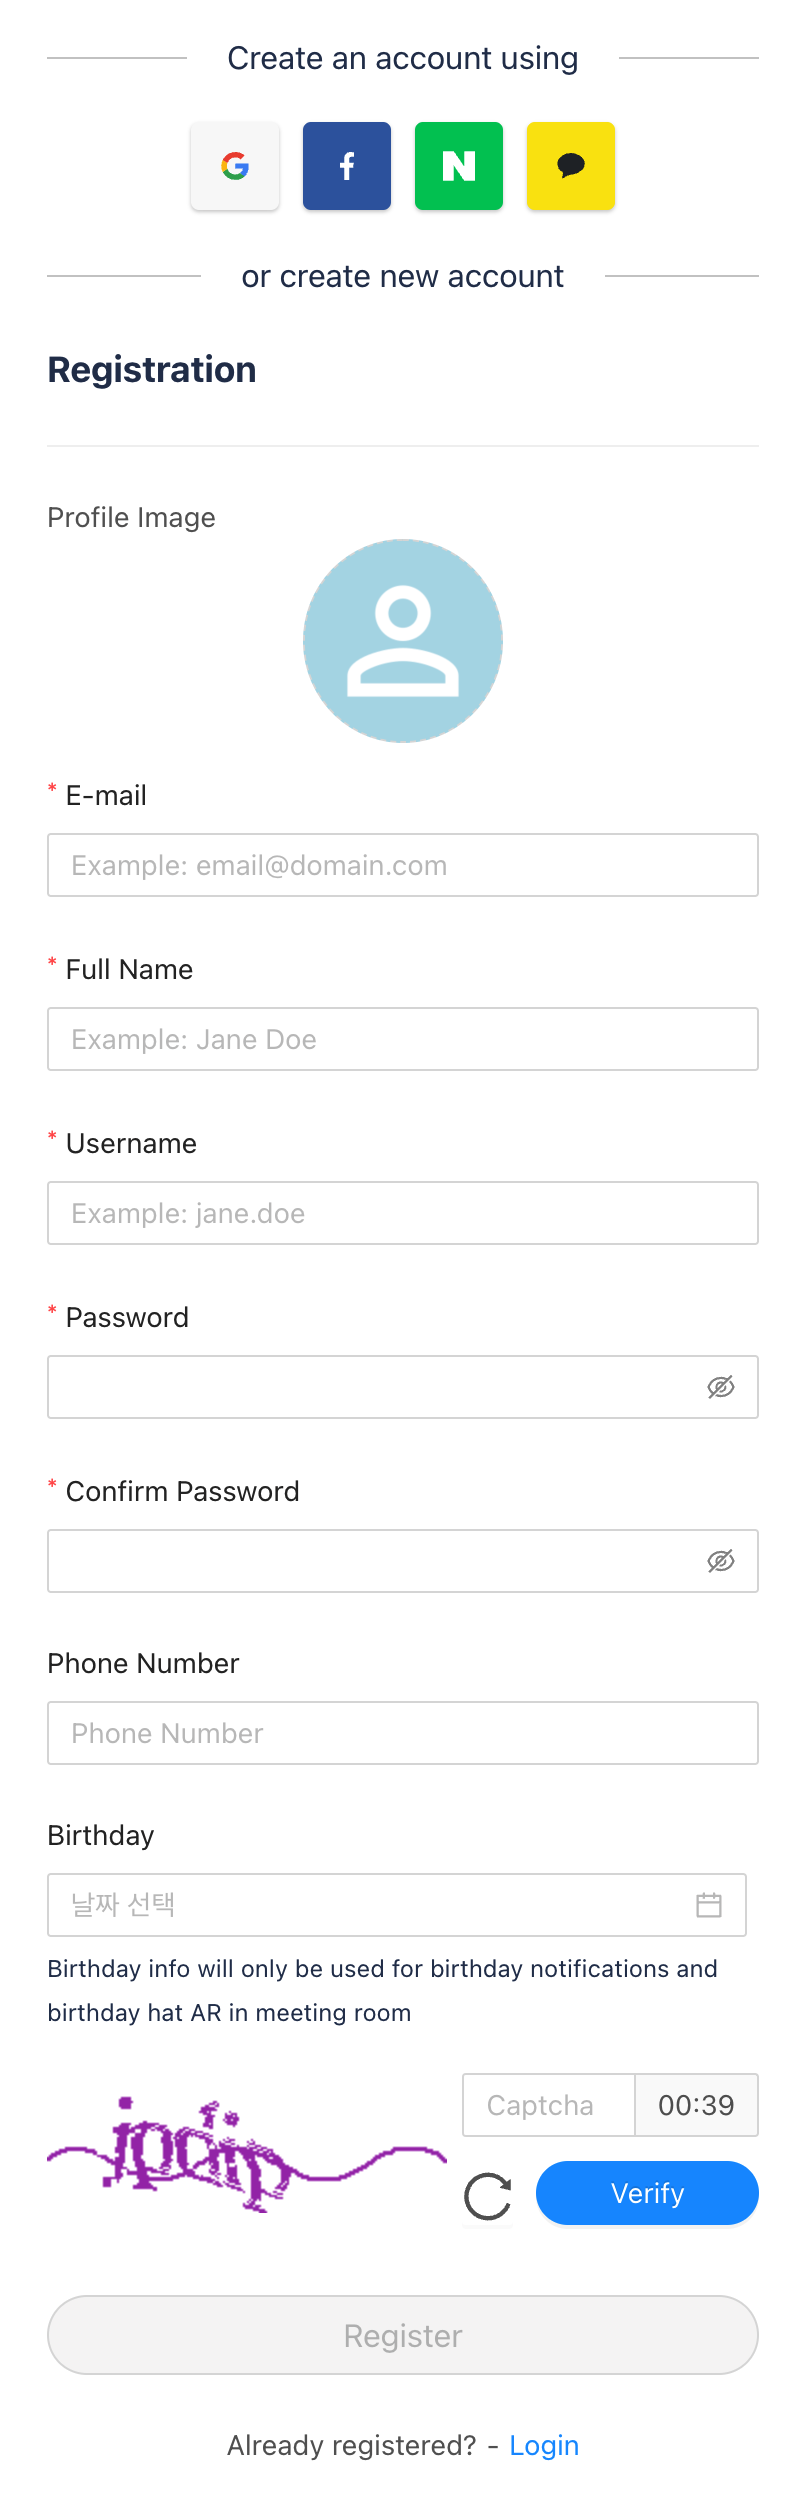 Create an account using
or create new account
Registration
Profile Image
* E-mail
Example: email@domain.com
* Full Name
Example: Jane Doe
* Username
Example: jane.doe
* Password
* Confirm Password
Phone Number
Phone Number
Birthday
날짜 선택
Birthday info will only be used for birthday notifications and
birthday hat AR in meeting room
Captcha 00:39
Verify
Register
Already registered? - Login